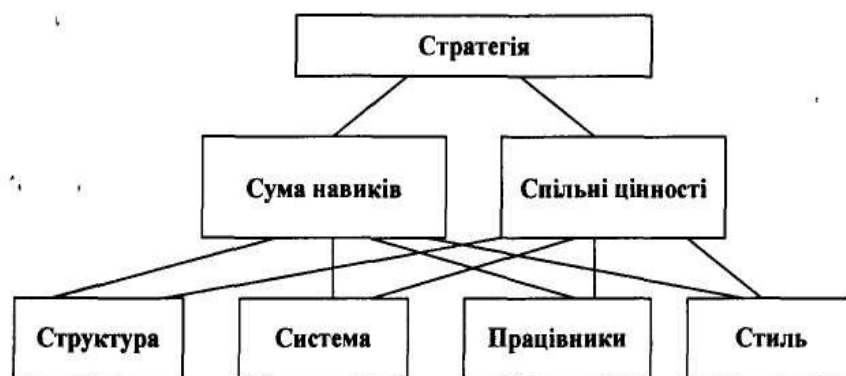 Стратегія
Сума навиків
Спільні цінності
Структура
Система
Працівники
Стиль